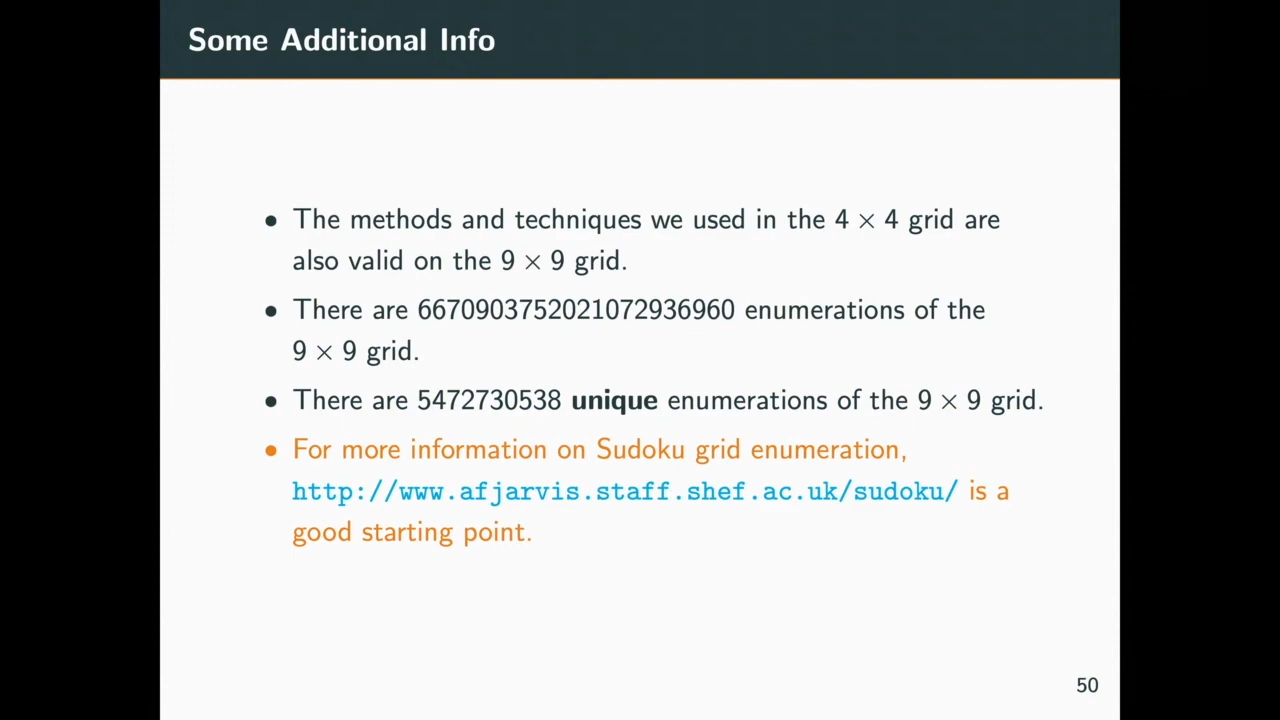 Some Additional Info
• The methods and techniques we used in the 4 × 4 grid are
also valid on the 9 × 9 grid.
• There are 6670903752021072936960 enumerations of the
9 × 9 grid.
• There are 5472730538 unique enumerations of the 9 × 9 grid.
• For more information on Sudoku grid enumeration,
http://www.afjarvis.staff.shef.ac.uk/sudoku/ is a
good starting point.
50